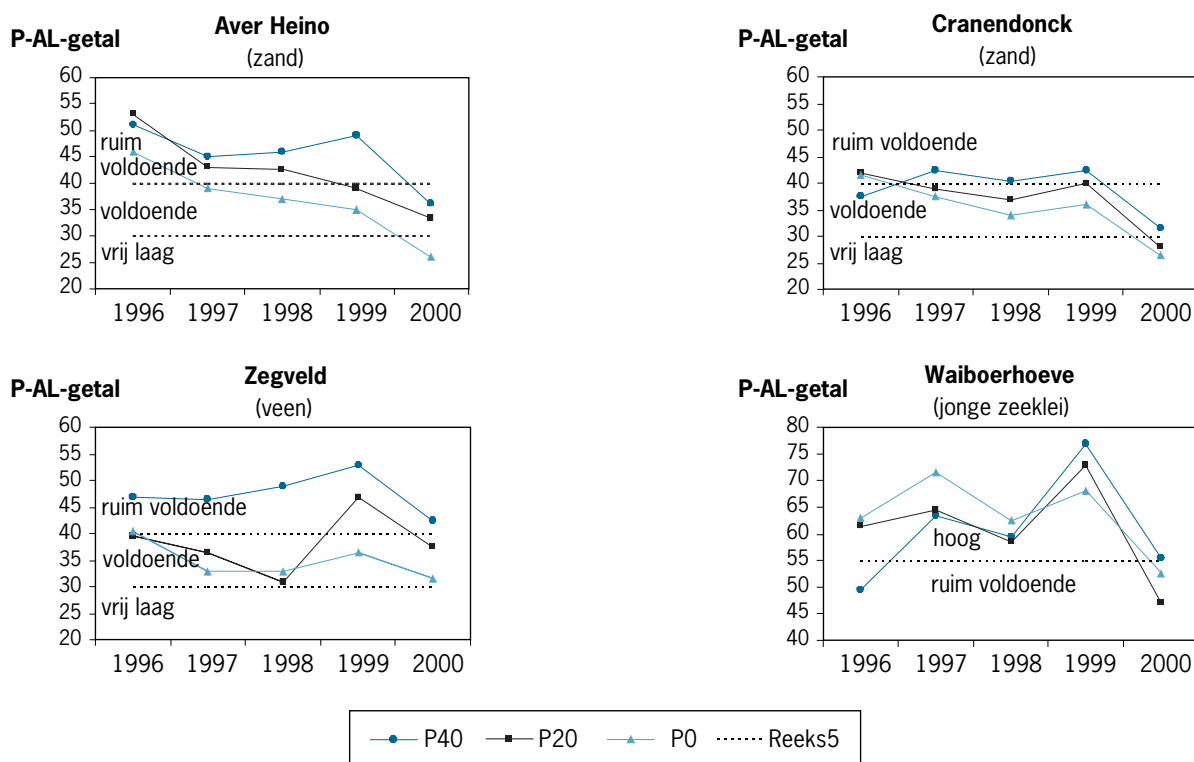 Aver Heino
(zand)
P-AL-getal
60
55
50
45
40
35
30
25
20
ruim
voldoende
voldoende
vrij laag
1996 1997 1998 1999 2000
Cranendonck
(zand)
P-AL-getal
60
55
50
45
40
35
30
25
20
ruim voldoende
voldoende
vrij laag
1996 1997 1998 1999 2000
Zegveld
(veen)
P-AL-getal
60
55
50
45
40
35
30
25
20
ruim voldoende
voldoende
vrij laag
1996 1997 1998 1999 2000
Waiboerhoeve
(jonge zeeklei)
P-AL-getal
80
75
70
65
60
55
50
45
40
hoog
ruim voldoende
1996 1997 1998 1999 2000
P40 P20 P0 Reeks5